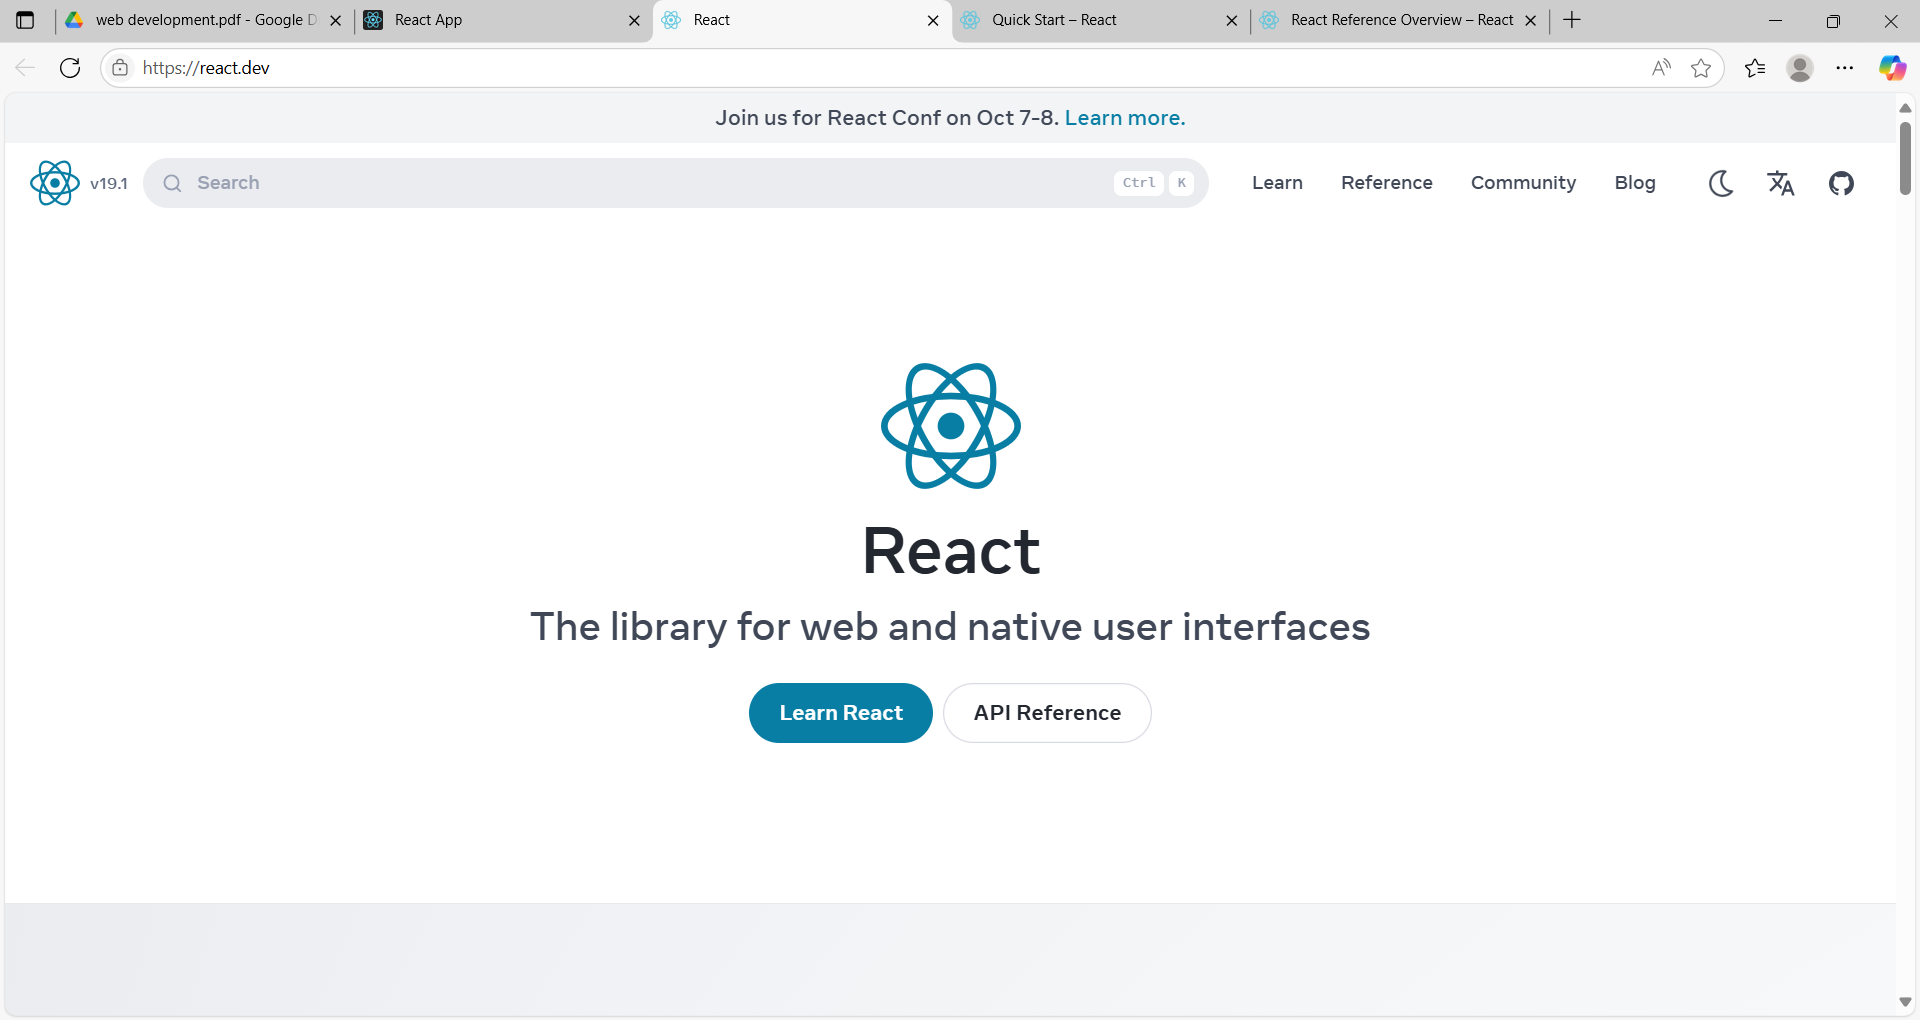 web development.pdf - Google D
React App
React
Quick Start – React
React Reference Overview – React
https://react.dev
Join us for React Conf on Oct 7-8. Learn more.
v19.1
Search
Ctrl K
Learn
Reference
Community
Blog
React
The library for web and native user interfaces
Learn React
API Reference